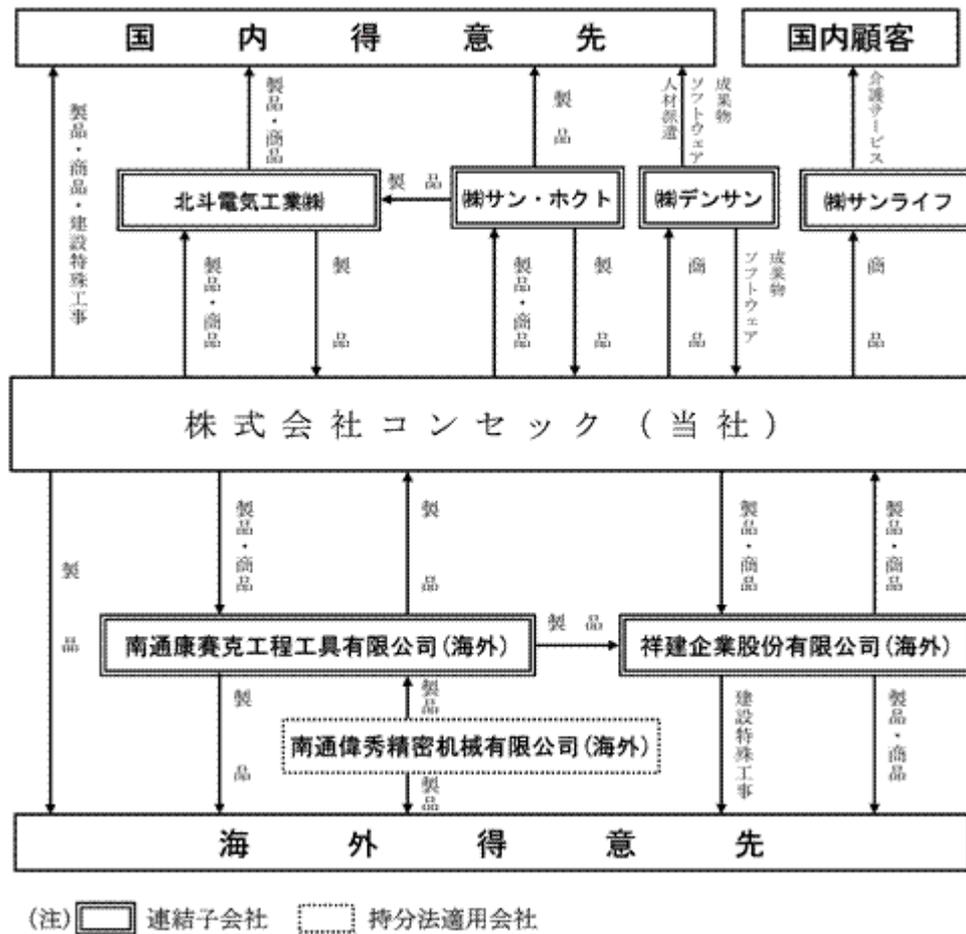 国内得意先
国内顧客
製品・商品・建設特殊工事
製品・商品
製品
人材派遣
ソフトウェア
成果物
介護サービス
北斗電気工業㈱
製品
㈱サン・ホクト
㈱デンサン
㈱サンライフ
製品・商品
製品
製品・商品
製品
商品
ソフトウェア
成果物
商品
株式会社コンセック(当社)
製品
製品・商品
製品
製品・商品
製品・商品
南通康賽克工程工具有限公司(海外)
製品
祥建企業股份有限公司(海外)
製品
製品
南通偉秀精密机械有限公司(海外)
製品
建設特殊工事
製品・商品
海外得意先
(注) 連結子会社 持分法適用会社